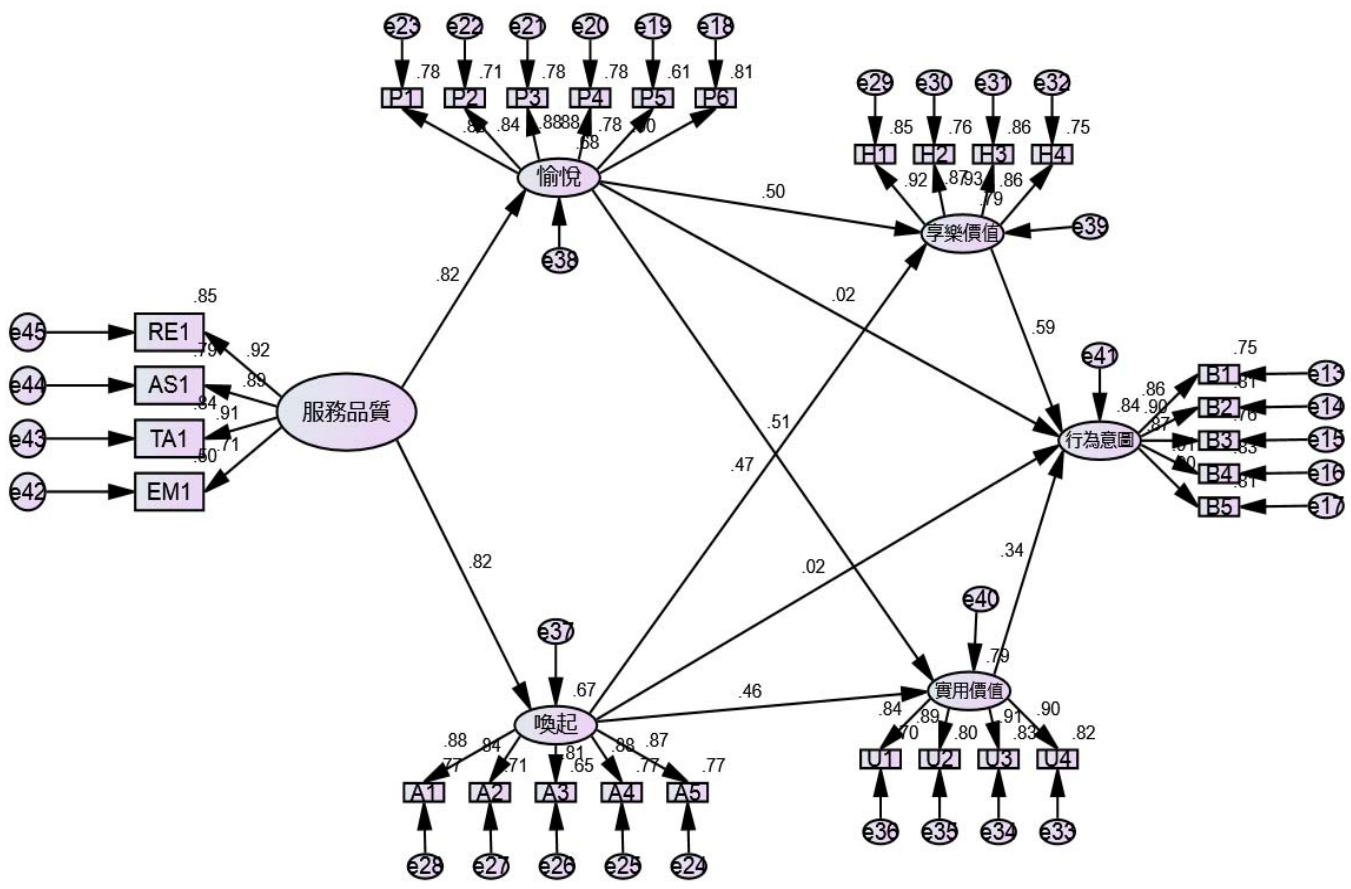 e23 e22 e21 e20 e19 e18
.78 .71 .78 .78 .61 .81
P1 P2 P3 P4 P5 P6
.84 .88 .88 .78
.68
愉悅
e38
e29 e30 e31 e32
.85 .76 .86 .75
H1 H2 H3 H4
.92 .87 .93 .86
.79
享樂價值
e39
.50
.82
.02
.59
.85
e45 RE1
.92
.79
e44 AS1
.89
.84
e43 TA1
.91
.50
e42 EM1
.71
服務品質
e41
.84
行為意圖
.75
.86 B1 e13
.81
.90 B2 e14
.76
.87 B3 e15
.83
B4 e16
.81
B5 e17
.51
.47
.82
.02
.34
e37
.67
喚起
.46
e40
.79
實用價值
.88 .84 .81 .88 .87
.77 .71 .65 .77 .77
A1 A2 A3 A4 A5
e28 e27 e26 e25 e24
.84 .89 .91 .90
.70 .80 .83 .82
U1 U2 U3 U4
e36 e35 e34 e33